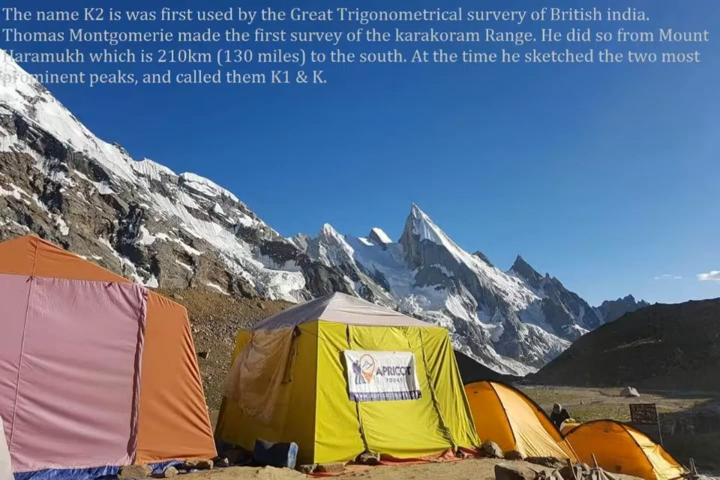 The name K2 is was first used by the Great Trigonometrical survery of British india.
Thomas Montgomerie made the first survey of the karakoram Range. He did so from Mount
Haramukh which is 210km (130 miles) to the south. At the time he sketched the two most
prominent peaks, and called them K1 & K.
APRICOT
TOURS